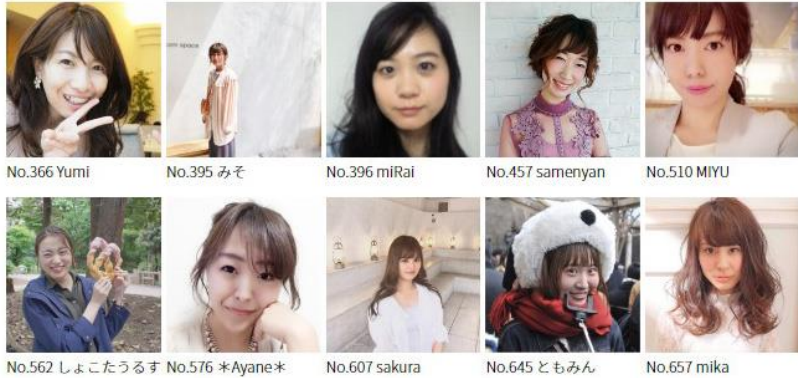 No.366 Yumi
No.395 みそ
No.396 miRai
No.457 samenyan
No.510 MIYU
No.562 しょこたうるす
No.576 ＊Ayane＊
No.607 sakura
No.645 ともみん
No.657 mika